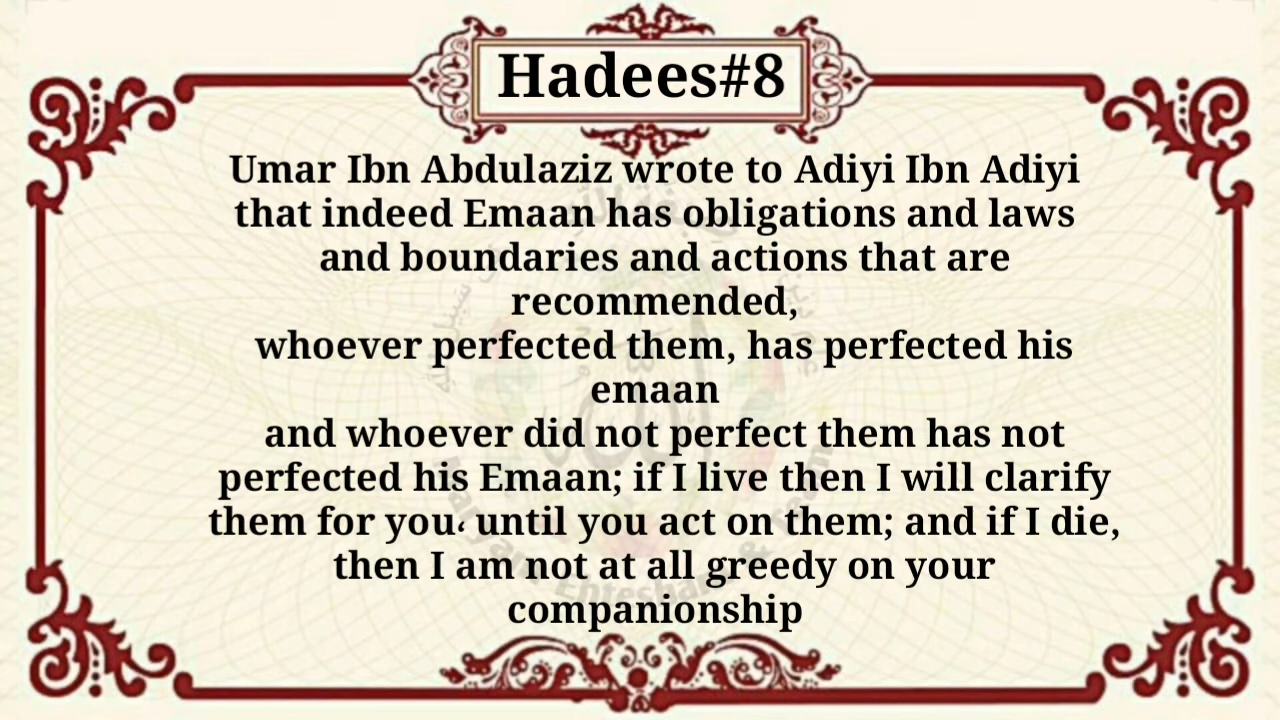 Hadees#8
Umar Ibn Abdulaziz wrote to Adiyi Ibn Adiyi
that indeed Emaan has obligations and laws
and boundaries and actions that are
recommended,
whoever perfected them, has perfected his
emaan
and whoever did not perfect them has not
perfected his Emaan; if I live then I will clarify
them for you، until you act on them; and if I die,
then I am not at all greedy on your
companionship